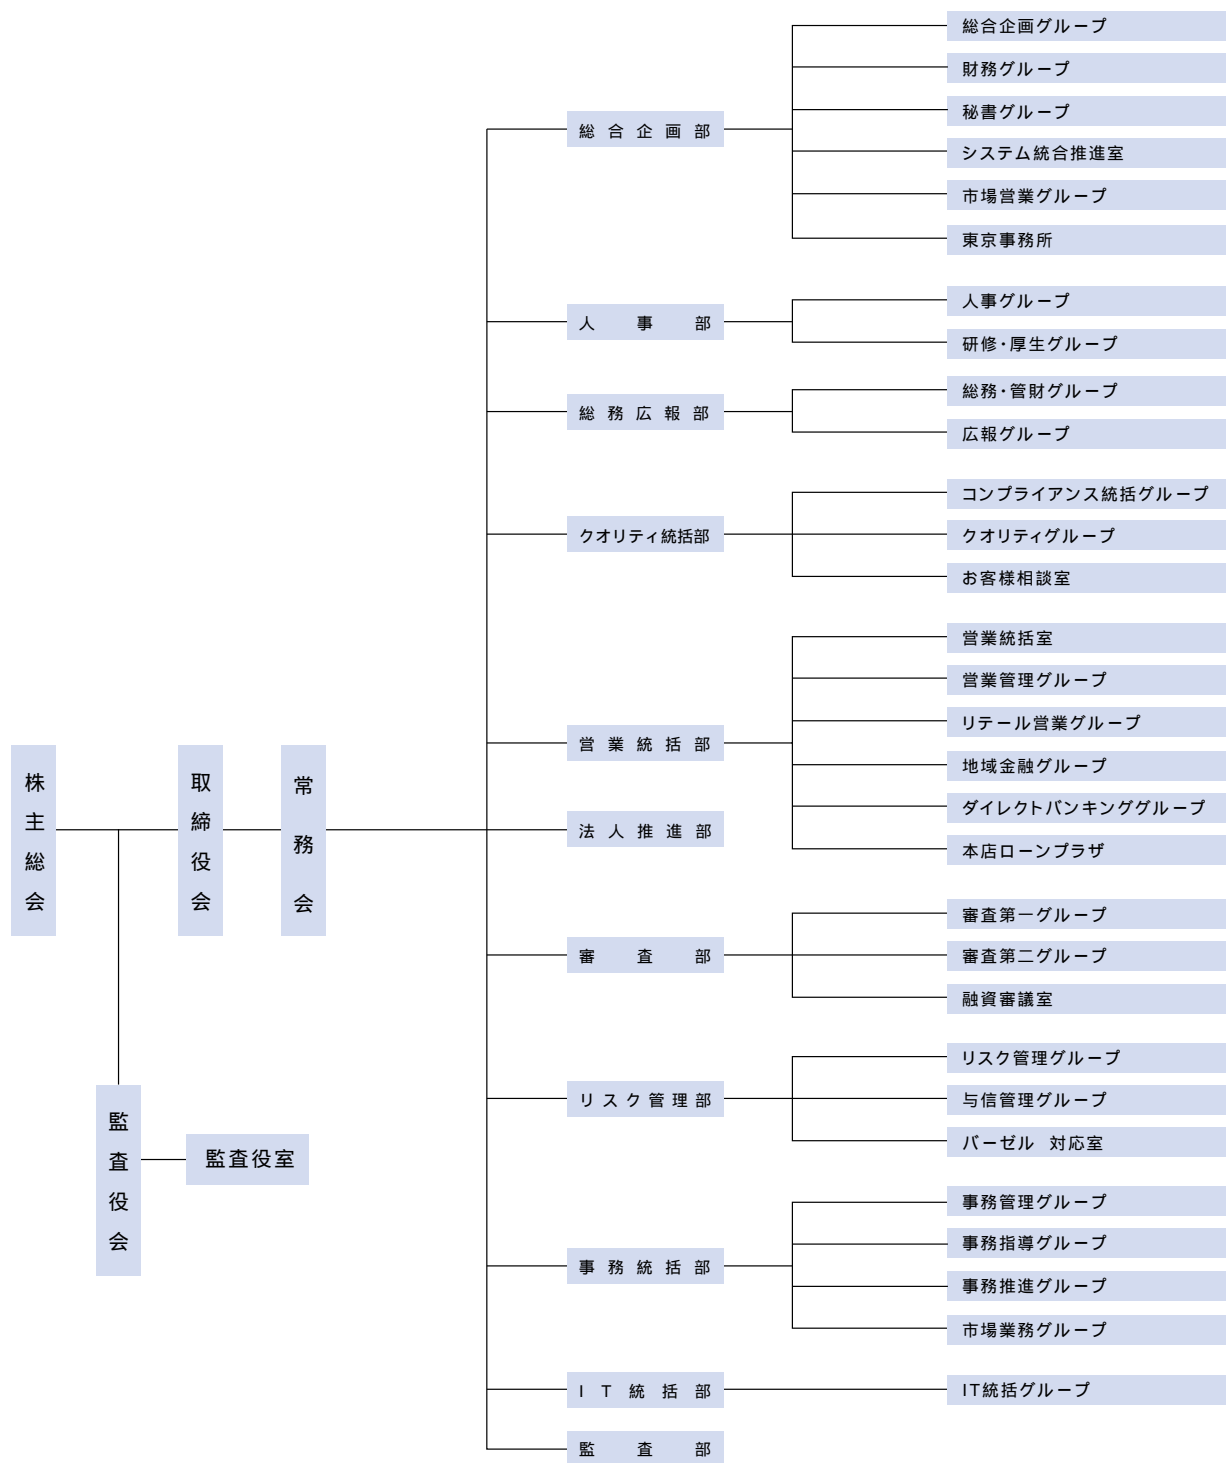 株主総会
取締役会
常務会
監査役会
監査役室
総合企画部
総合企画グループ
財務グループ
秘書グループ
システム統合推進室
市場営業グループ
東京事務所
人事部
人事グループ
研修・厚生グループ
総務広報部
総務・管財グループ
広報グループ
クオリティ統括部
コンプライアンス統括グループ
クオリティグループ
お客様相談室
営業統括部
営業統括室
営業管理グループ
リテール営業グループ
地域金融グループ
ダイレクトバンキンググループ
本店ローンプラザ
法人推進部
審査部
審査第一グループ
審査第二グループ
融資審議室
リスク管理部
リスク管理グループ
与信管理グループ
バーゼル 対応室
事務統括部
事務管理グループ
事務指導グループ
事務推進グループ
市場業務グループ
IT統括部
IT統括グループ
監査部